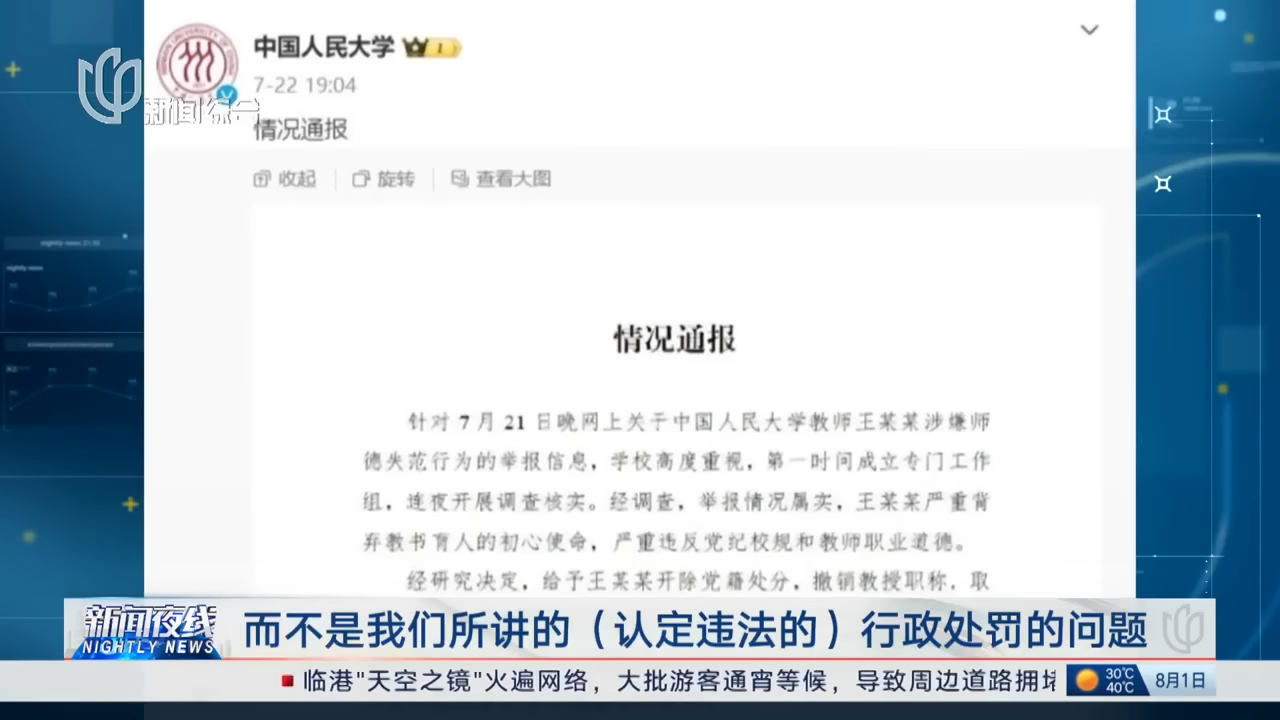 中国人民大学
7-22 19:04
新闻综合
情况通报
收起
旋转
查看大图
情况通报
针对 7 月 21 日晚网上关于中国人民大学教师王某某涉嫌师
德失范行为的举报信息，学校高度重视，第一时间成立专门工作
组，连夜开展调查核实。经调查，举报情况属实，王某某严重背
弃教书育人的初心使命，严重违反党纪校规和教师职业道德。
经研究决定，给予王某某开除党籍处分，撤销教授职称，取
新闻夜线
NIGHTLY NEWS
而不是我们所讲的（认定违法的）行政处罚的问题
临港"天空之镜"火遍网络，大批游客通宵等候，导致周边道路拥堵
30℃
40℃
8月1日